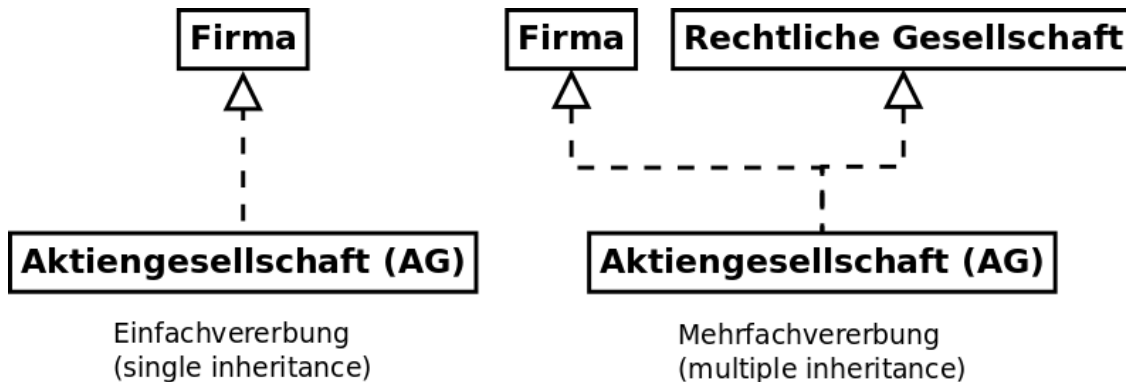 Firma
Aktiengesellschaft (AG)
Einfachvererbung
(single inheritance)
Firma
Rechtliche Gesellschaft
Aktiengesellschaft (AG)
Mehrfachvererbung
(multiple inheritance)